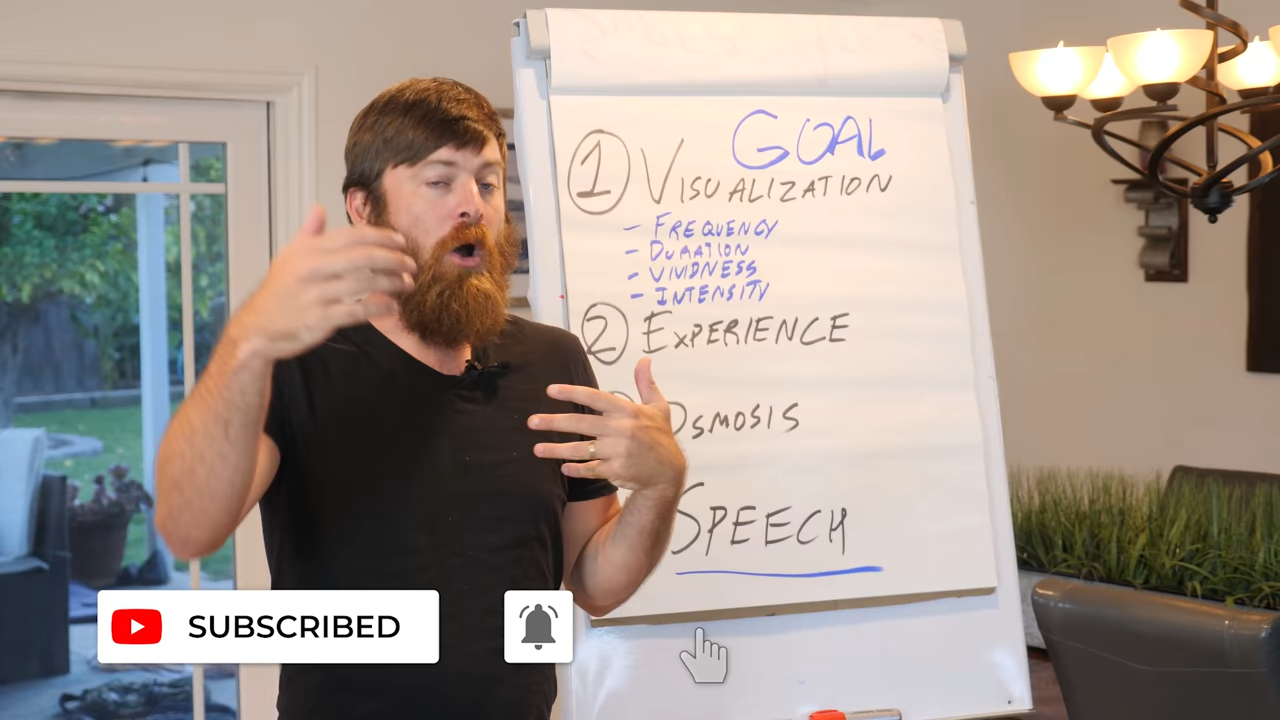 GOAL
1 VISUALIZATION
- FREQUENCY
- DURATION
- VIVIDNESS
- INTENSITY
2 EXPERIENCE
OSMOSIS
SPEECH
SUBSCRIBED